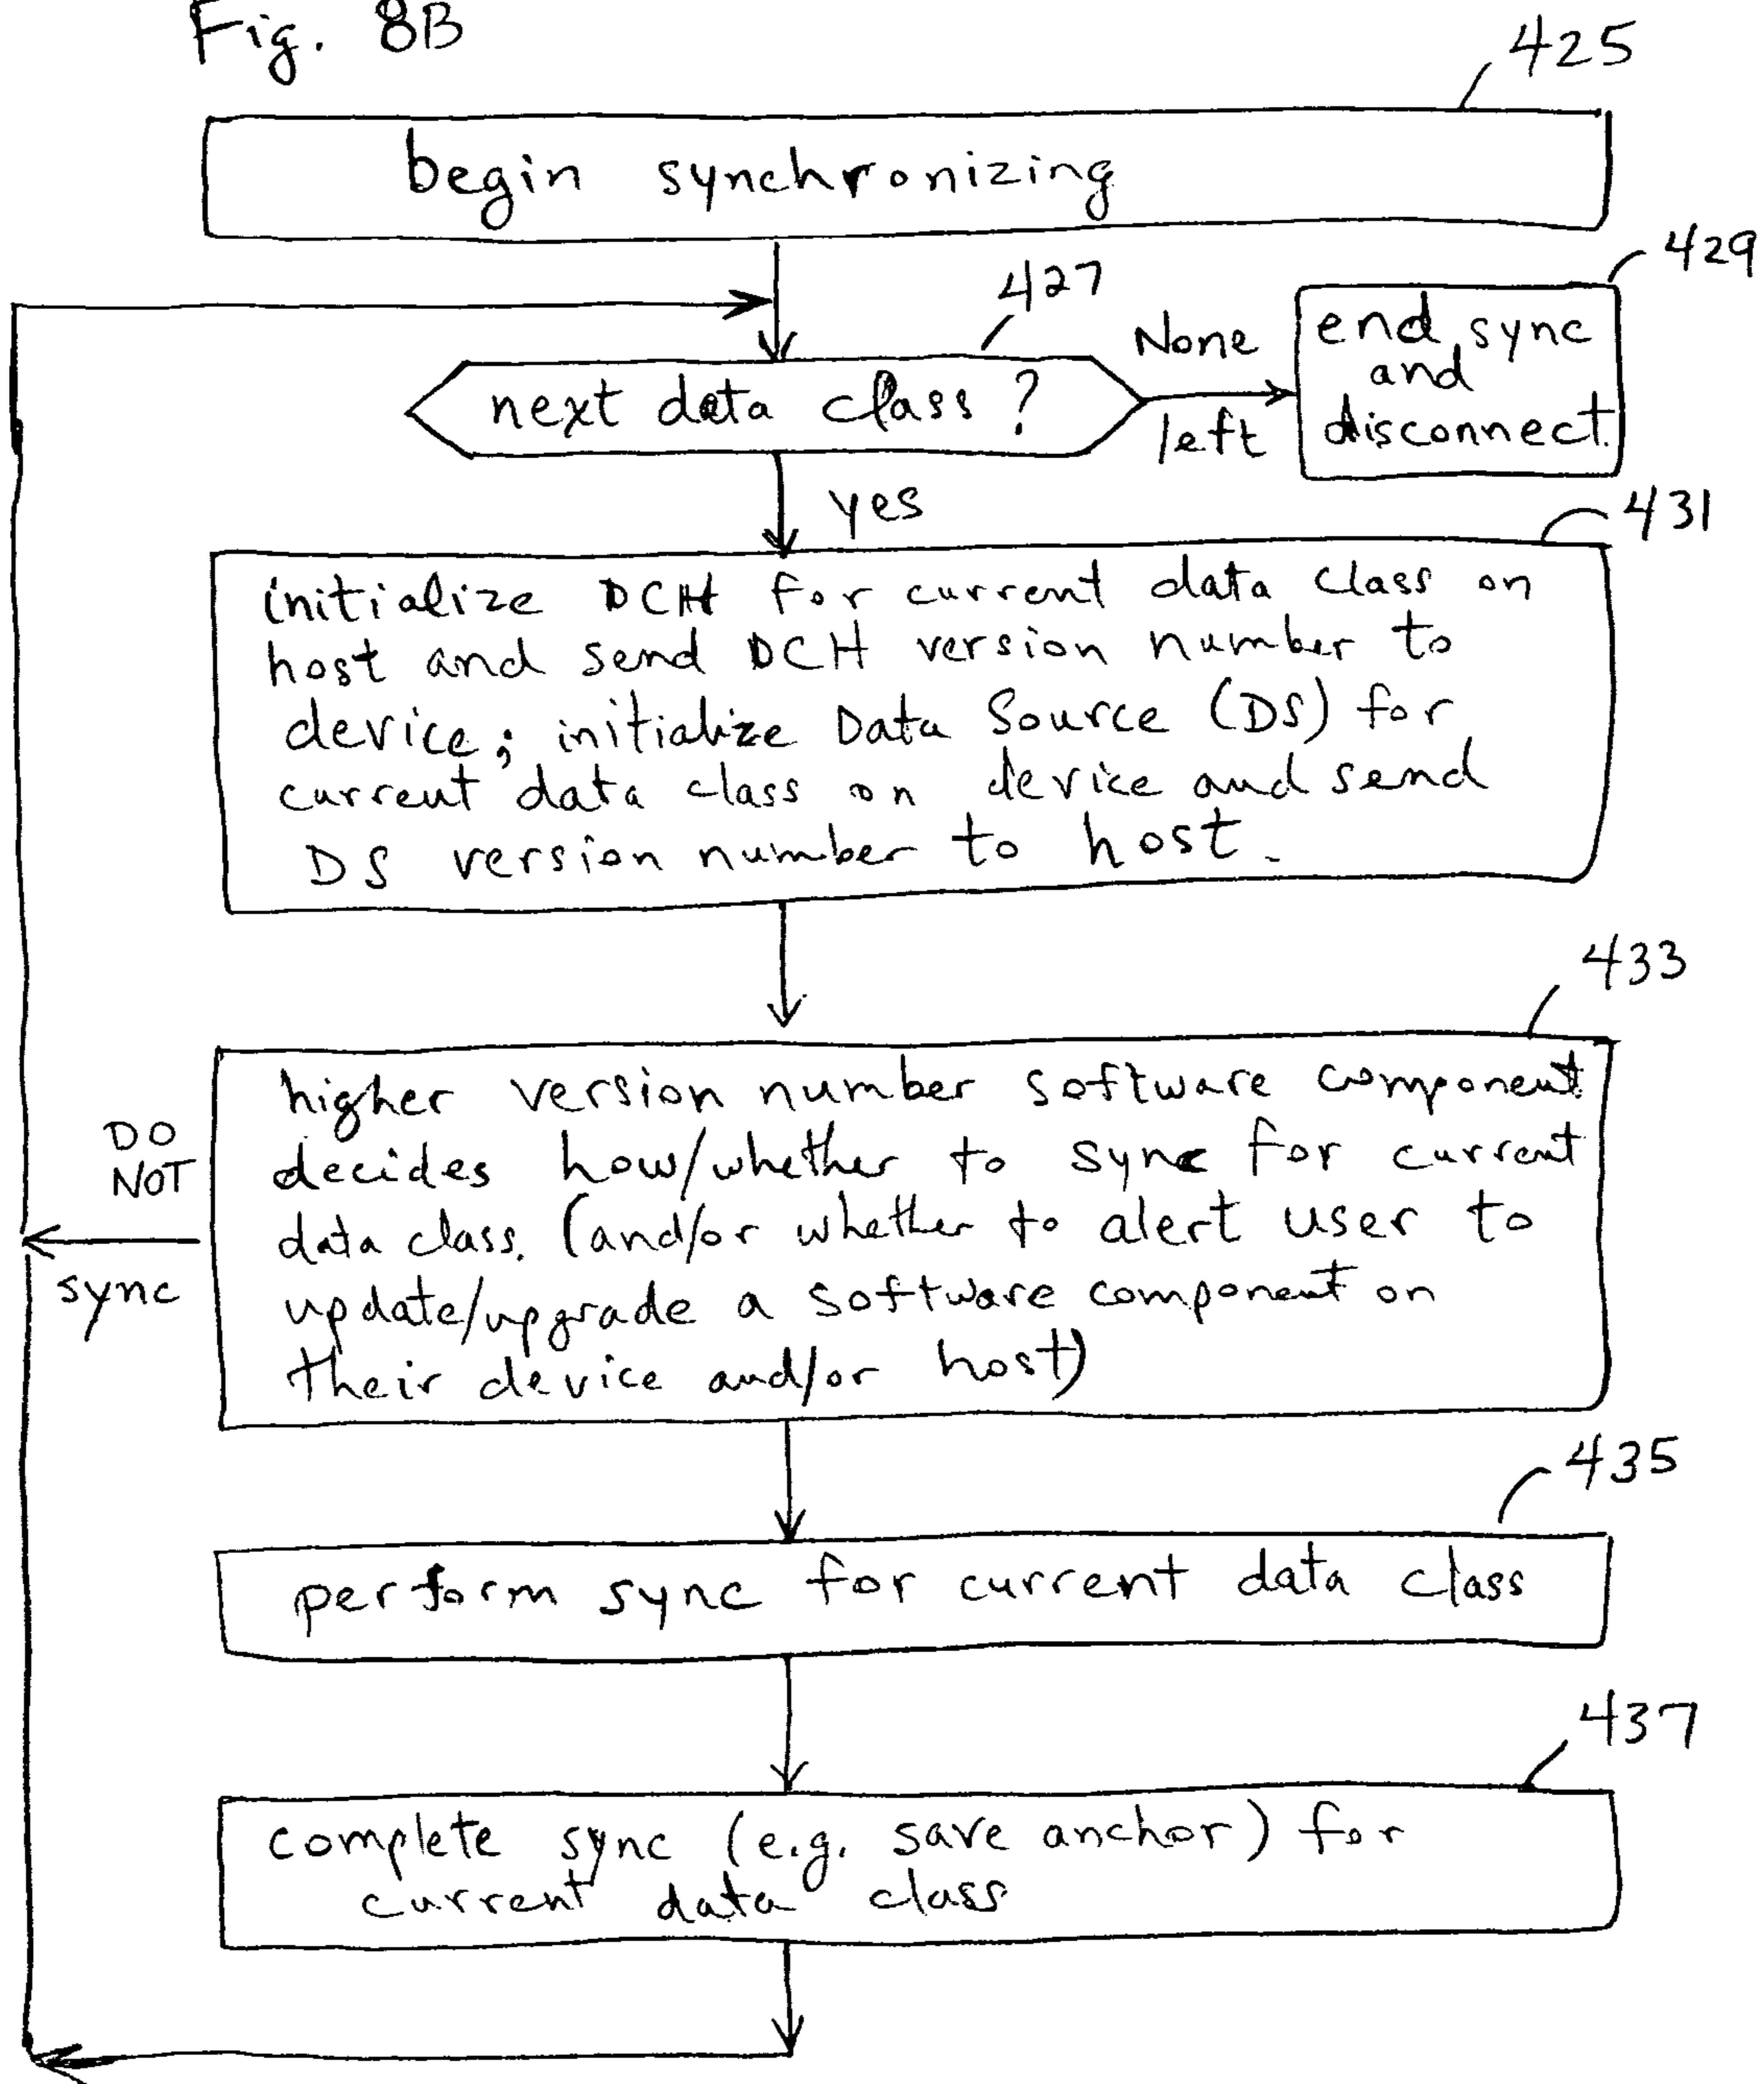 Fig. 8B
425
begin synchronizing
427
429
next data class?
None
left
end sync
and
disconnect.
yes
431
initialize DCH for current data class on
host and send DCH version number to
device; initialize Data Source (DS) for
current data class on device and send
DS version number to host.
433
higher version number software component
decides how/whether to sync for current
data class. (and/or whether to alert user to
update/upgrade a software component on
their device and/or host)
DO
NOT
sync
435
perform sync for current data class
437
complete sync (e.g. save anchor) for
current data class